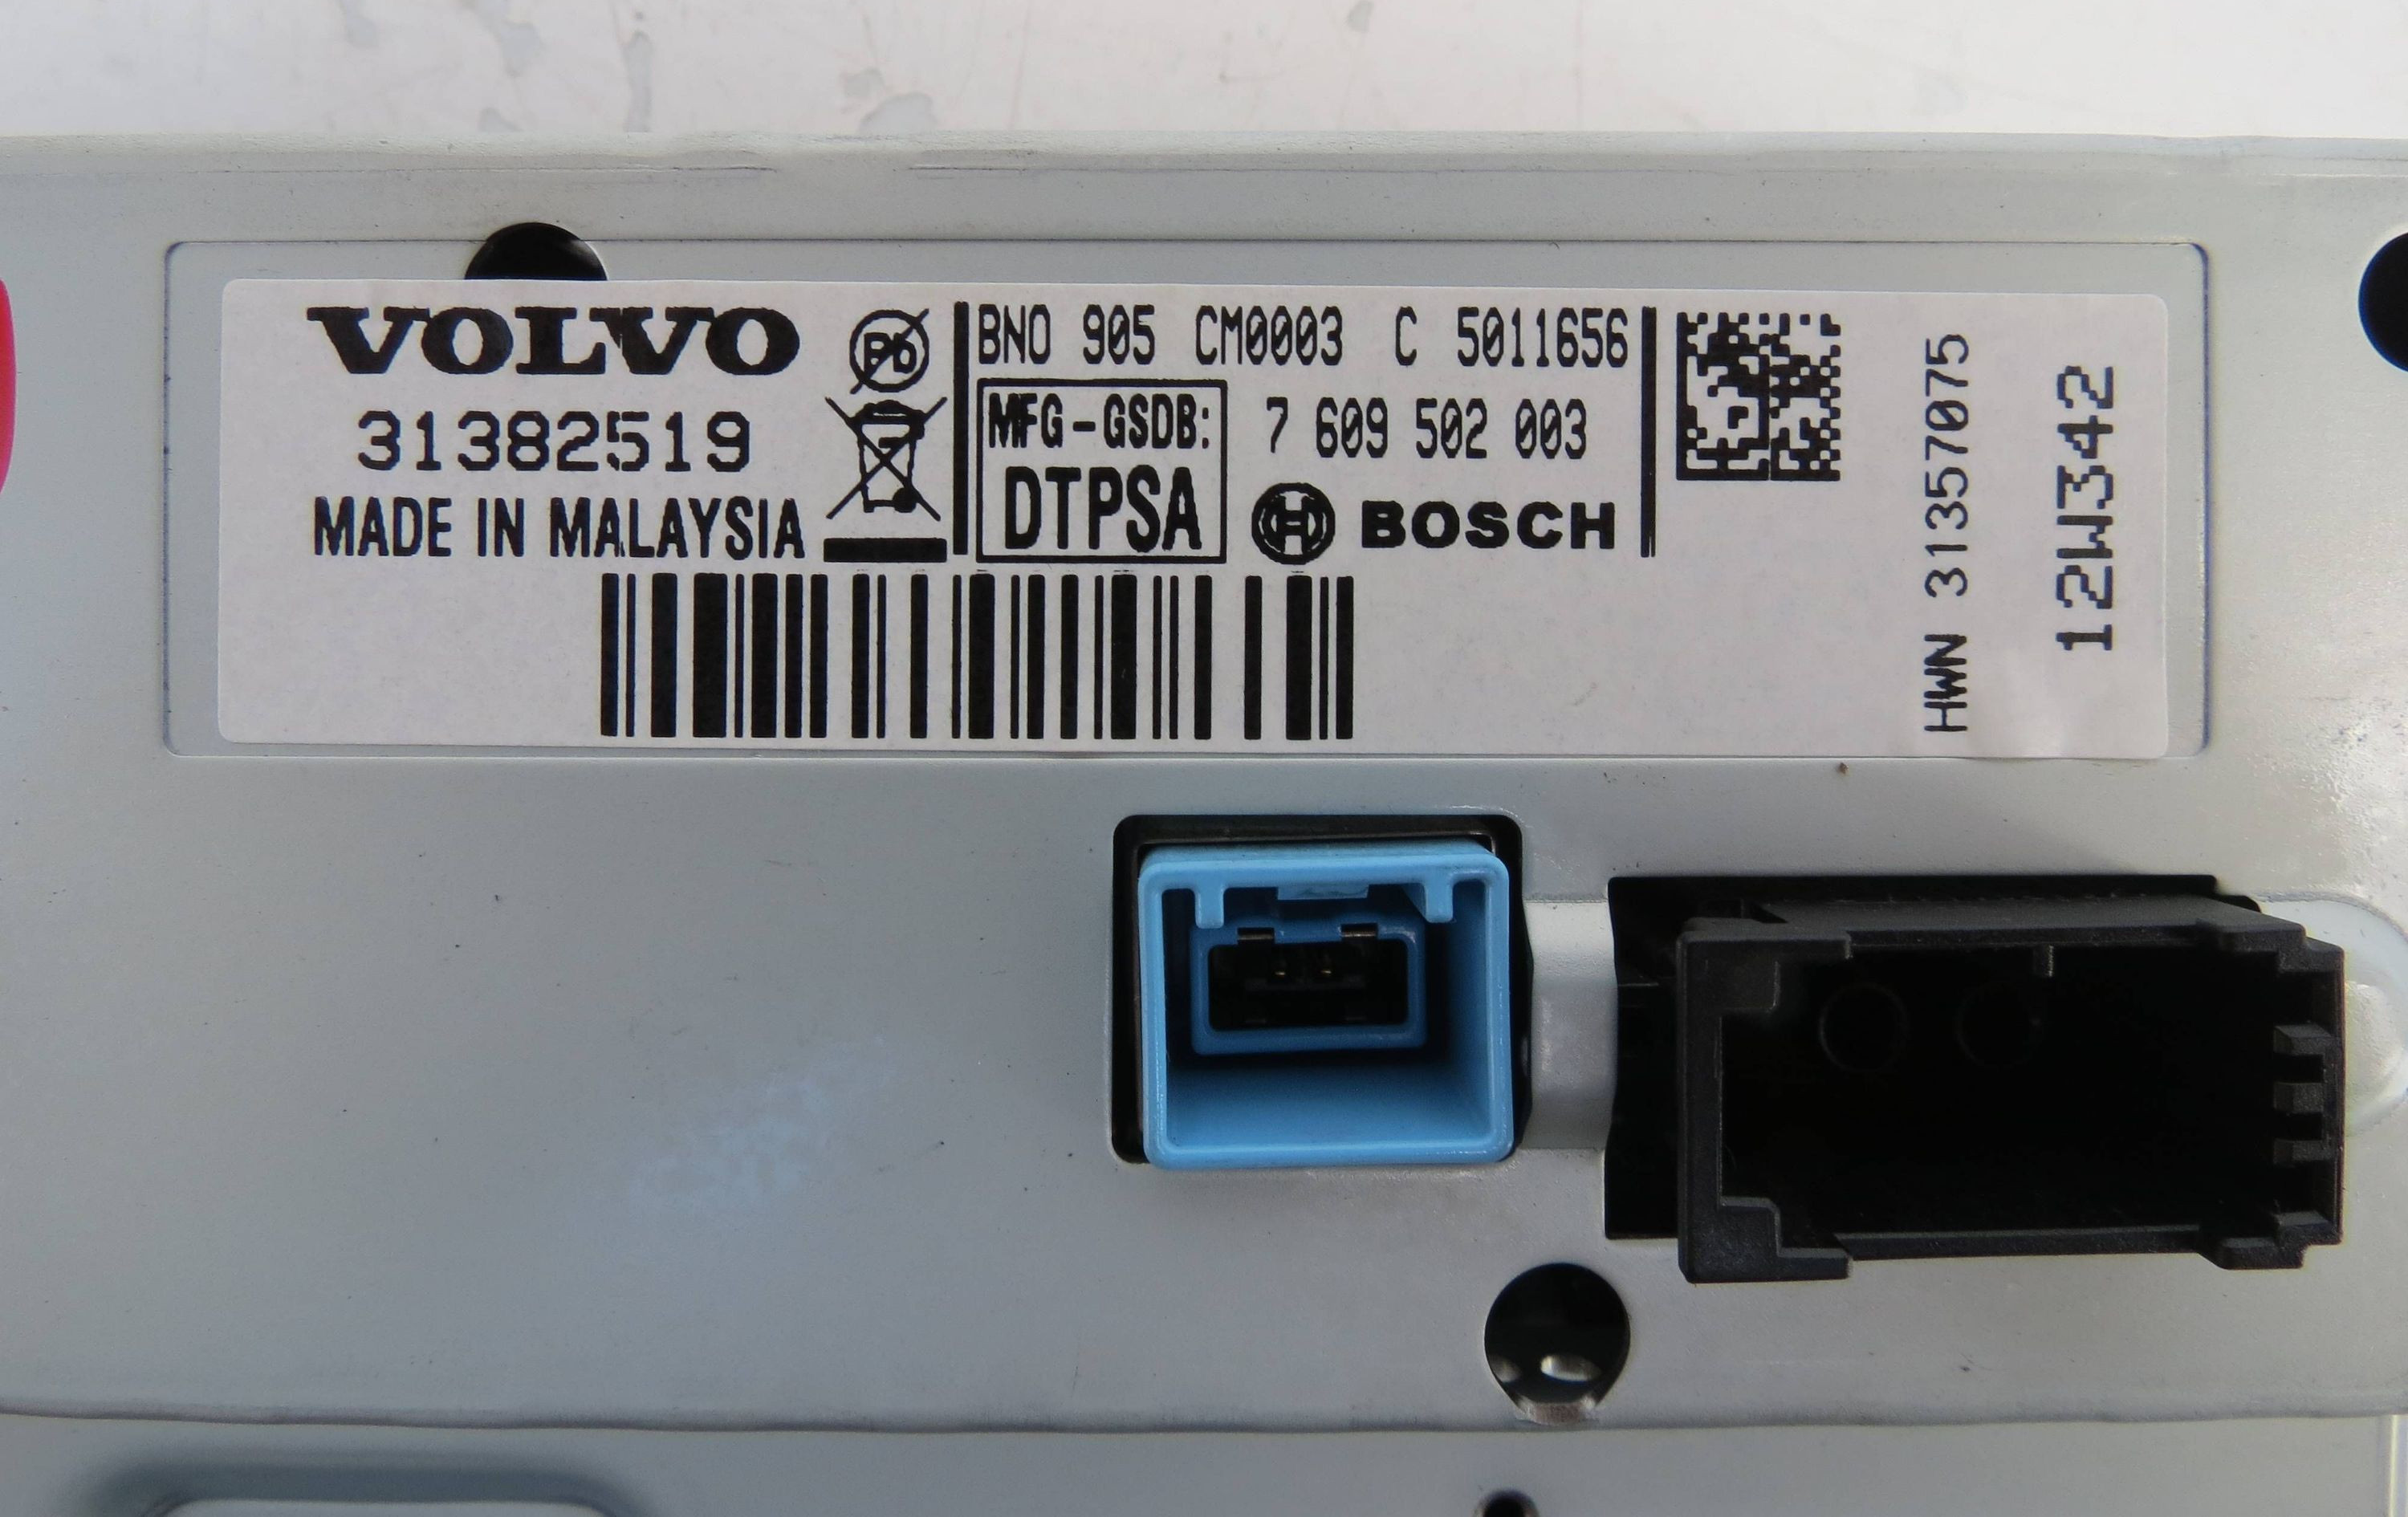 VOLVO
31382519
MADE IN MALAYSIA
Pb
BNO 905 CM0003 C 5011656
MFG-GSDB:
DTPSA
7 609 502 003
BOSCH
HWN 31357075
12W342